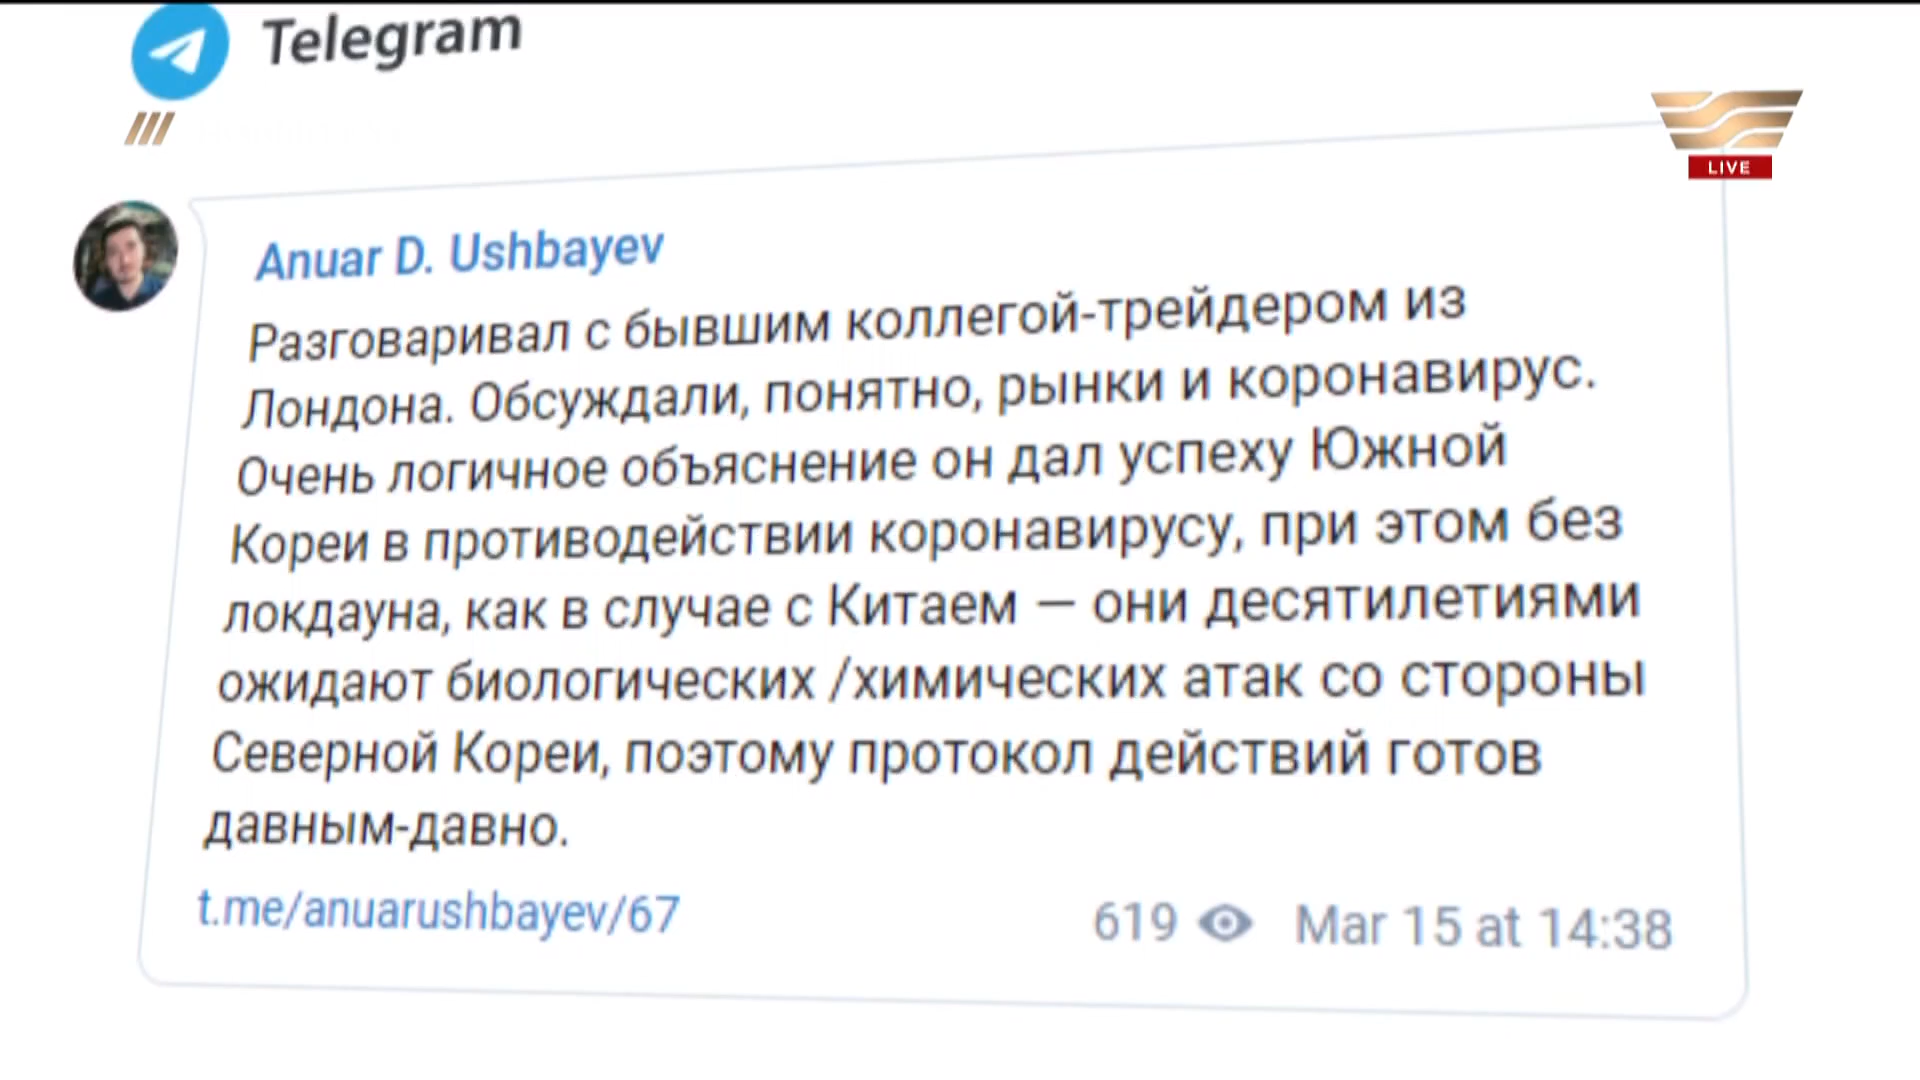 Telegram
LIVE
Anuar D. Ushbayev
Разговаривал с бывшим коллегой-трейдером из
Лондона. Обсуждали, понятно, рынки и коронавирус.
Очень логичное объяснение он дал успеху Южной
Кореи в противодействии коронавирусу, при этом без
локдауна, как в случае с Китаем — они десятилетиями
ожидают биологических /химических атак со стороны
Северной Кореи, поэтому протокол действий готов
давным-давно.
t.me/anuarushbayev/67
619 Mar 15 at 14:38